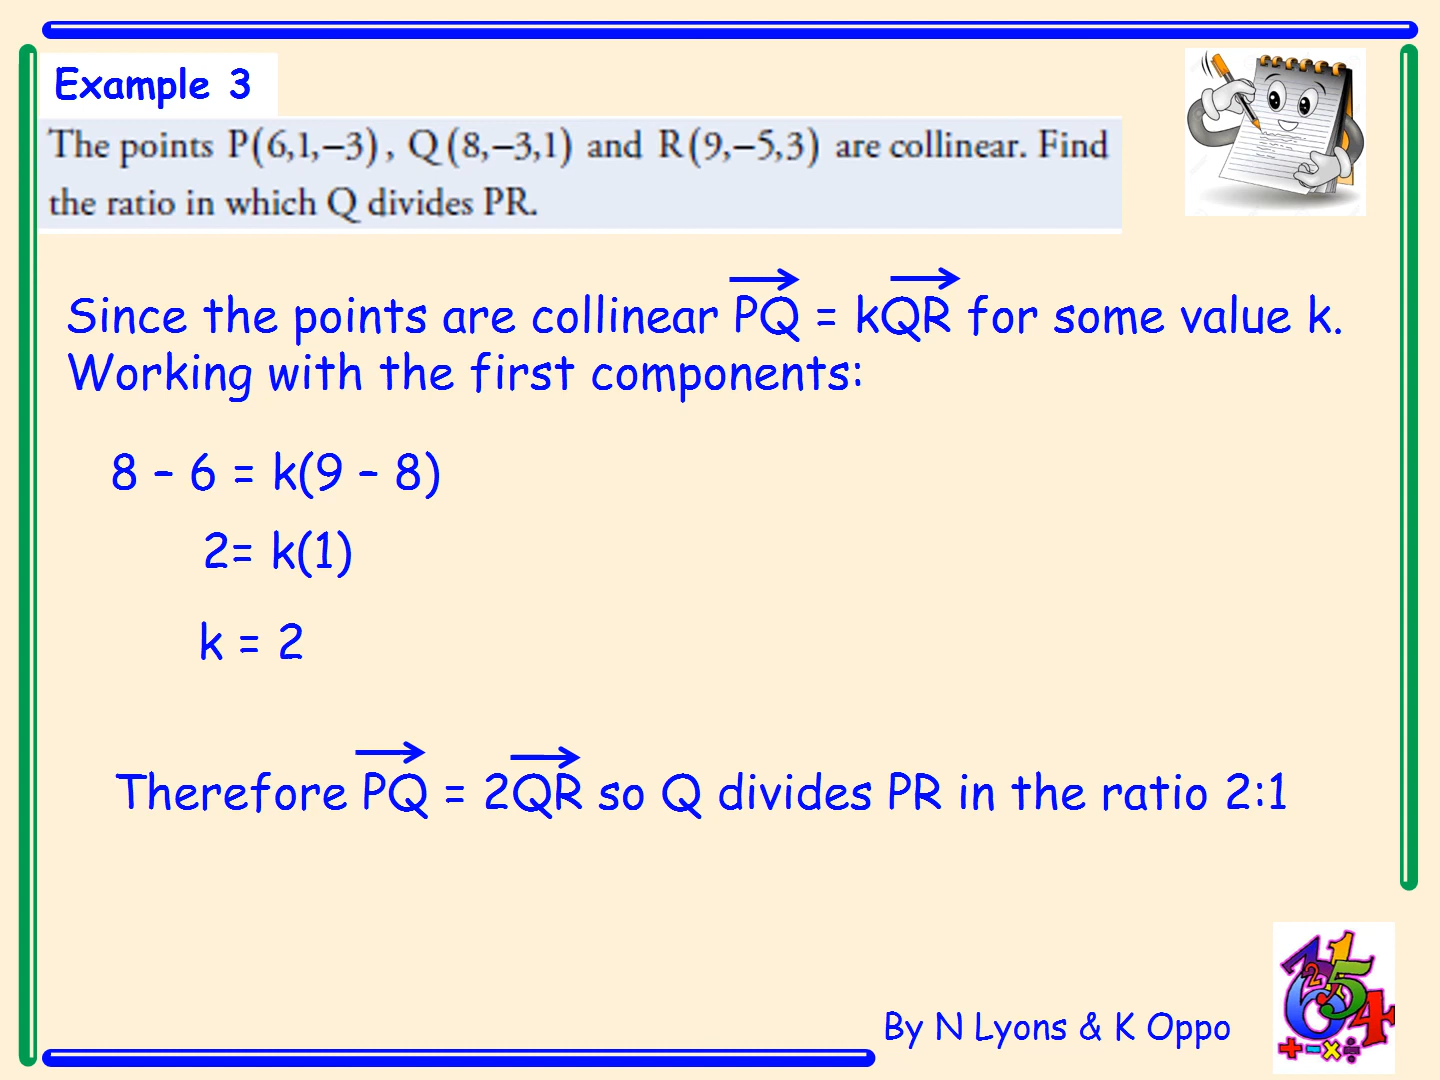 Example 3
The points P(6,1,−3), Q(8,−3,1) and R(9,−5,3) are collinear. Find
the ratio in which Q divides PR.
Since the points are collinear PQ = kQR for some value k.
Working with the first components:
8 – 6 = k(9 – 8)
2= k(1)
k = 2
Therefore PQ = 2QR so Q divides PR in the ratio 2:1
By N Lyons & K Oppo